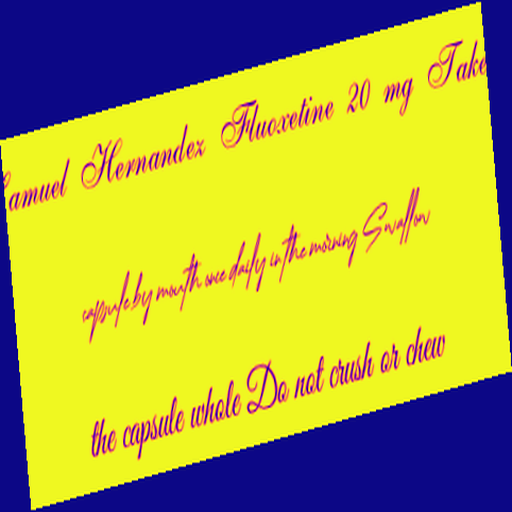 Samuel Hernandez Fluoxetine 20 mg Take
capsule by mouth once daily in the morning Swallow
the capsule whole Do not crush or chew